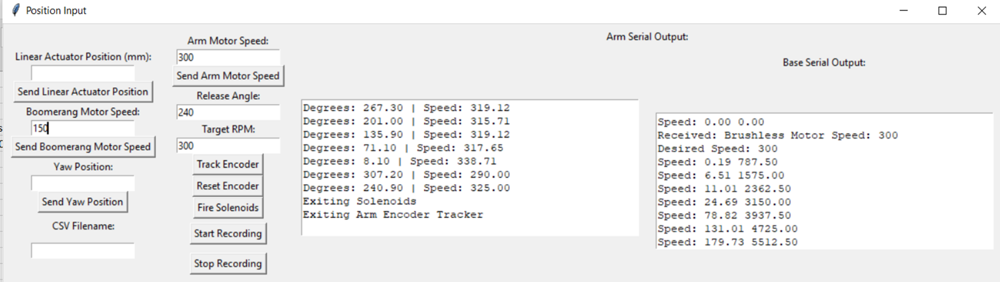 Position Input
Linear Actuator Position (mm):
Send Linear Actuator Position
Boomerang Motor Speed:
150
Send Boomerang Motor Speed
Yaw Position:
Send Yaw Position
CSV Filename:
Arm Motor Speed:
300
Send Arm Motor Speed
Release Angle:
240
Target RPM:
300
Track Encoder
Reset Encoder
Fire Solenoids
Start Recording
Stop Recording
Arm Serial Output:
Degrees: 267.30 | Speed: 319.12
Degrees: 201.00 | Speed: 315.71
Degrees: 135.90 | Speed: 319.12
Degrees: 71.10 | Speed: 317.65
Degrees: 8.10 | Speed: 338.71
Degrees: 307.20 | Speed: 290.00
Degrees: 240.90 | Speed: 325.00
Exiting Solenoids
Exiting Arm Encoder Tracker
Base Serial Output:
Speed: 0.00 0.00
Received: Brushless Motor Speed: 300
Desired Speed: 300
Speed: 0.19 787.50
Speed: 6.51 1575.00
Speed: 11.01 2362.50
Speed: 24.69 3150.00
Speed: 78.82 3937.50
Speed: 131.01 4725.00
Speed: 179.73 5512.50